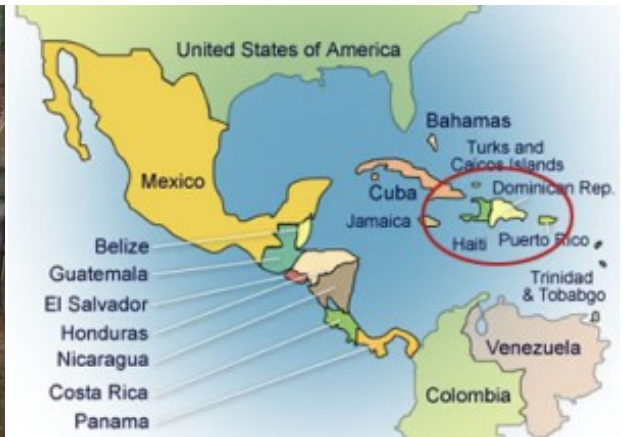 United States of America
Bahamas
Turks and
Caicos Islands
Mexico
Cuba
Dominican Rep.
Jamaica
Haiti
Puerto Rico
Belize
Guatemala
El Salvador
Honduras
Nicaragua
Costa Rica
Panama
Trinidad
& Tobabgo
Venezuela
Colombia